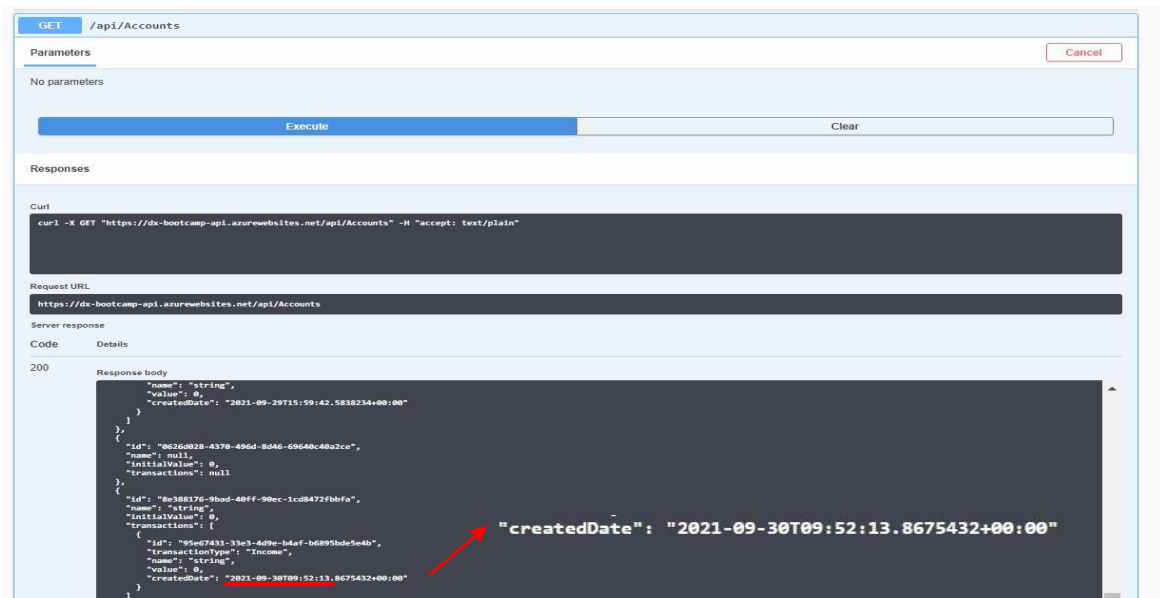 GET /api/Accounts
Parameters
Cancel
No parameters
Execute
Clear
Responses
Curl
curl -X GET "https://dx-bootcamp-api.azurewebsites.net/api/Accounts" -H "accept: text/plain"
Request URL
https://dx-bootcamp-api.azurewebsites.net/api/Accounts
Server response
Code Details
200
Response body
"name": "string",
"value": 0,
"createdDate": "2021-09-29T15:59:42.5838234+00:00"
}
]
},
{
"id": "0626d028-4370-496d-8d46-69640c40a2ce",
"name": null,
"initialValue": 0,
"transactions": null
},
{
"id": "8e388176-9bad-40ff-90ec-1cd8472fbbfa",
"name": "string",
"initialValue": 0,
"transactions": [
{
"id": "95e67431-33e3-4d9e-b4af-b6895bde5e4b",
"transactionType": "Income",
"name": "string",
"value": 0,
"createdDate": "2021-09-30T09:52:13.8675432+00:00"
}
]
"createdDate": "2021-09-30T09:52:13.8675432+00:00"